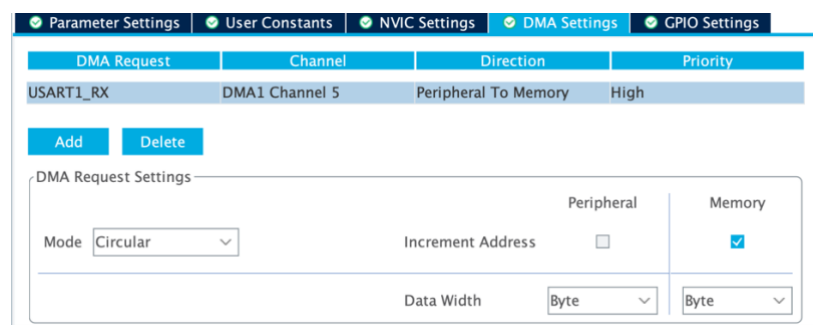 Parameter Settings User Constants NVIC Settings DMA Settings GPIO Settings
DMA Request Channel Direction Priority
USART1_RX DMA1 Channel 5 Peripheral To Memory High
Add Delete
DMA Request Settings
Peripheral Memory
Mode Circular Increment Address
Data Width Byte Byte